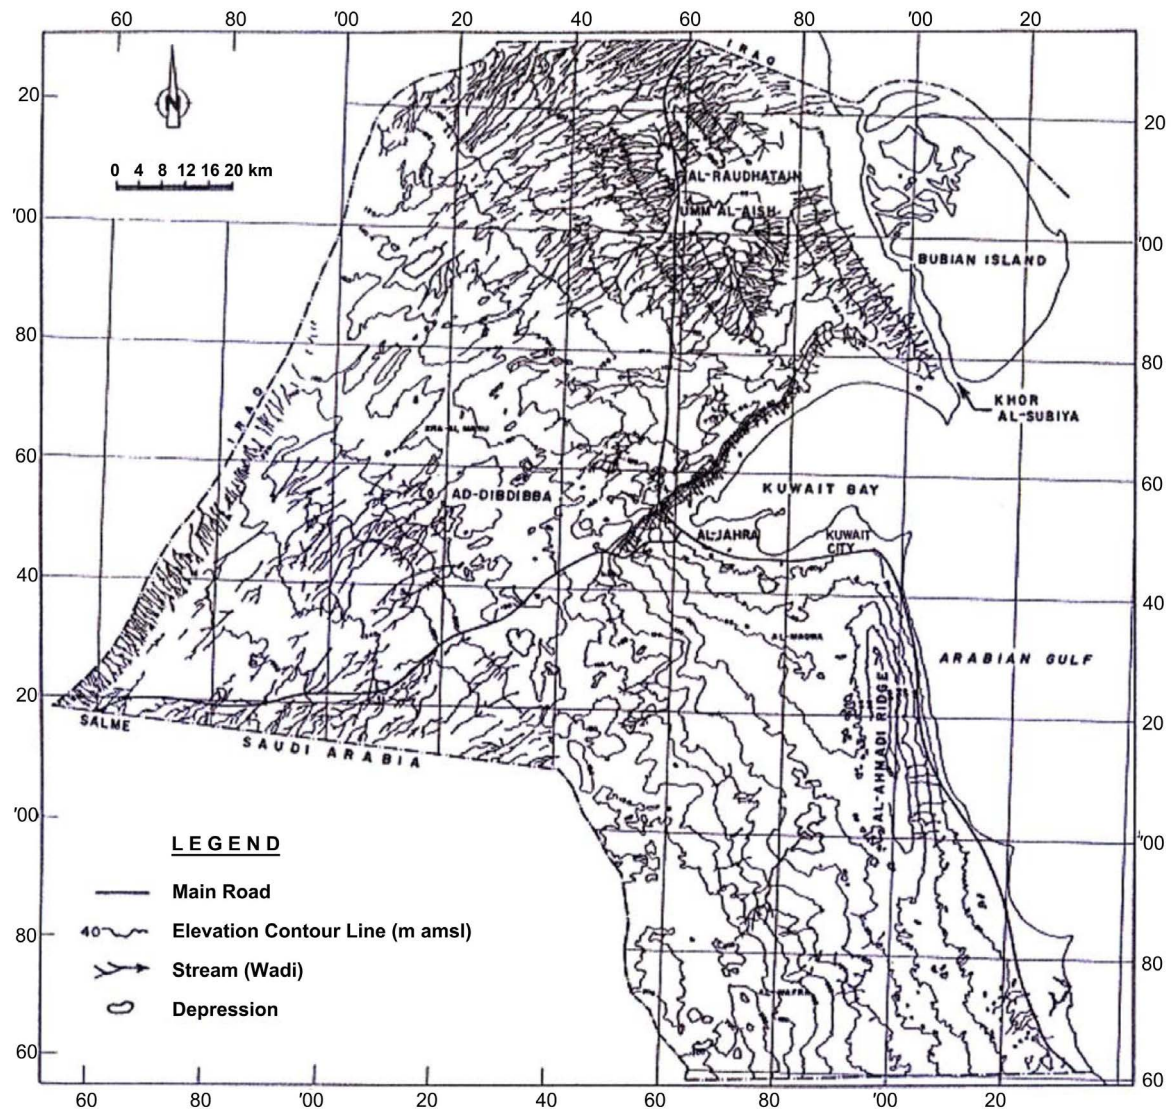 60 80 '00 20 40 60 80 '00 20
IRAQ
20
N
20
0 4 8 12 16 20 km
AL-RAUDHATAIN
UMM AL-AISH
'00
'00
BUBIAN ISLAND
80
80
IRAQ
KHOR
AL-SUBIYA
60
60
KUWAIT BAY
AD-DIBDIBBA
AL-JAHRA
KUWAIT
CITY
40
40
AL-MAGWA
ARABIAN GULF
20
20
SALME
SAUDI ARABIA
AL-AHMADI RIDGE
'00
'00
LEGEND
Main Road
40 Elevation Contour Line (m amsl)
80
80
Stream (Wadi)
AL-WAFRA
Depression
60
60
60 80 '00 20 40 60 80 '00 20